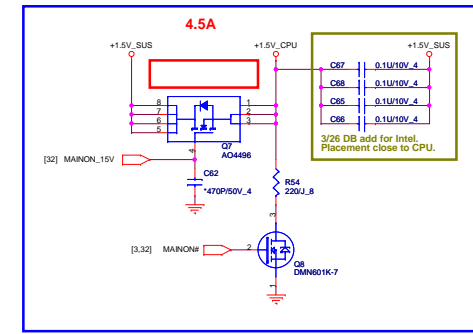 4.5A
+1.5V_SUS +1.5V_CPU +1.5V_SUS
C67 0.1U/10V_4
C68 0.1U/10V_4
C65 0.1U/10V_4
C66 0.1U/10V_4
3/26 DB add for Intel.
Placement close to CPU.
8 1
7 2
6 3
5
4
Q7
AO4496
[32] MAINON_15V
C62
*470P/50V_4
R54
220/J_8
3
[3,32] MAINON# 2
Q8
DMN601K-7
1